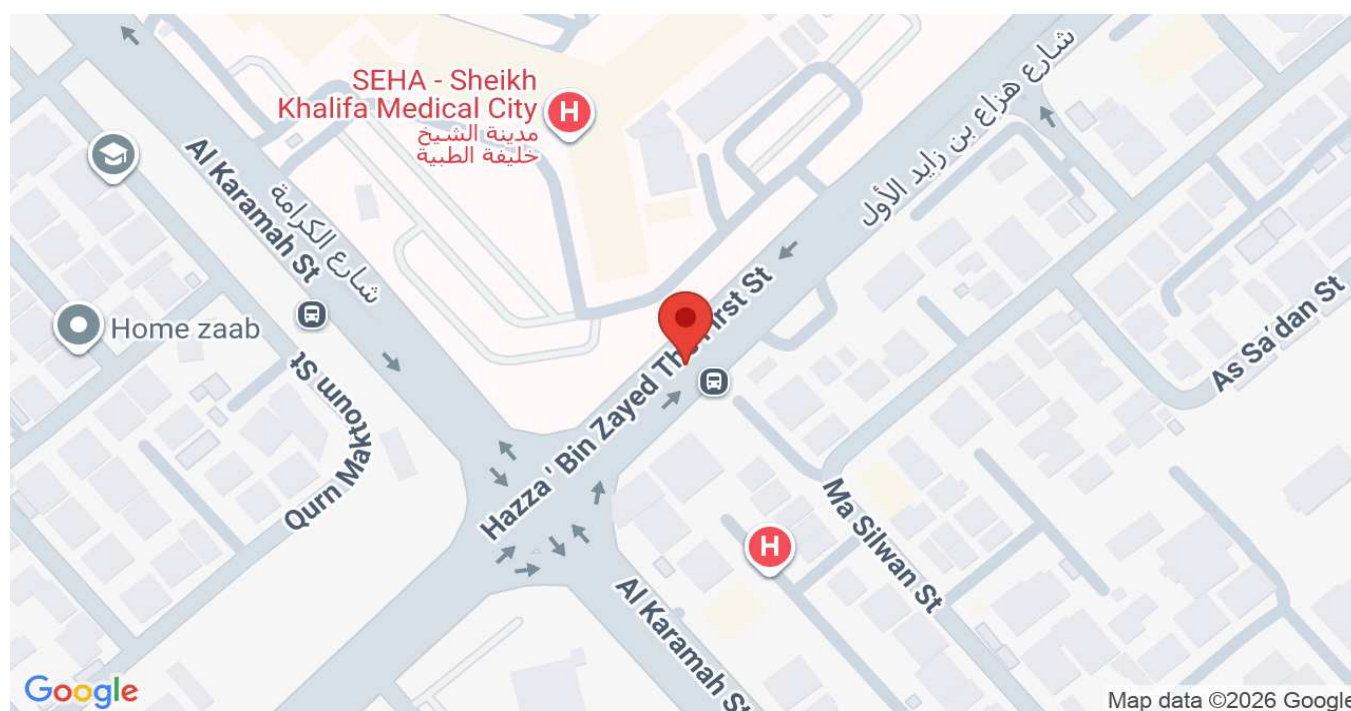 SEHA - Sheikh
Khalifa Medical City
مدينة الشيخ
خليفة الطبية
H
شارع هزاع بن زايد الأول
Al Karamah St
شارع الكرامة
Home zaab
Qurn Maktoum St
Hazza ' Bin Zayed The First St
As Sa'dan St
Ma Silwan St
H
Al Karamah St
Google
Map data ©2026 Google